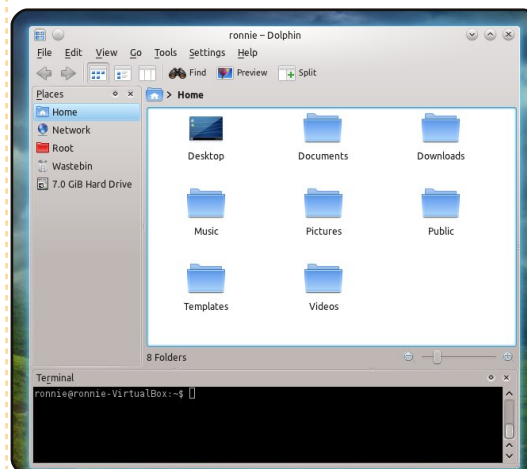 ronnie – Dolphin
File Edit View Go Tools Settings Help
Find Preview Split
Places
> Home
Home
Network
Root
Wastebin
7.0 GiB Hard Drive
Desktop Documents Downloads
Music Pictures Public
Templates Videos
8 Folders
Terminal
ronnie@ronnie-VirtualBox:~$